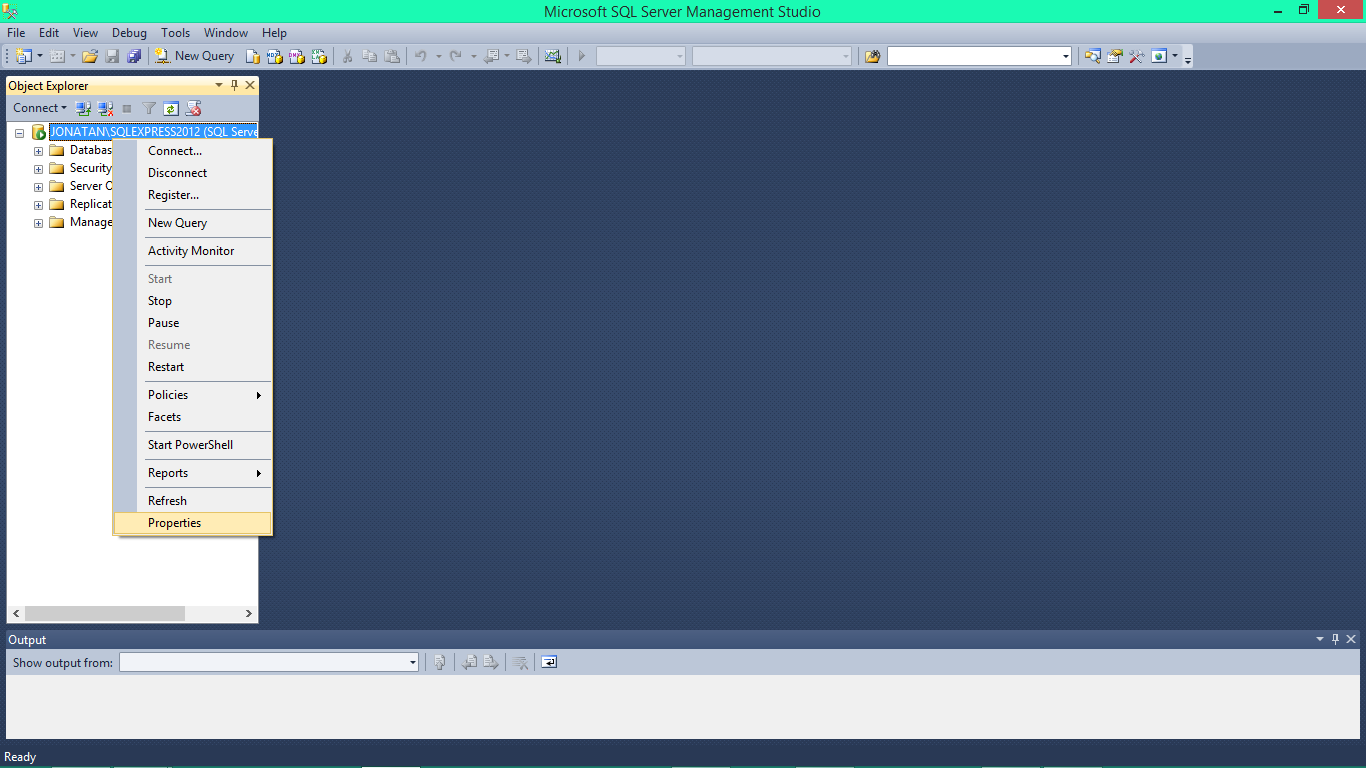 Microsoft SQL Server Management Studio
File Edit View Debug Tools Window Help
New Query
Object Explorer
Connect
JONATAN\SQLEXPRESS2012 (SQL Serve
Databas
Security
Server O
Replicat
Manage
Connect...
Disconnect
Register...
New Query
Activity Monitor
Start
Stop
Pause
Resume
Restart
Policies
Facets
Start PowerShell
Reports
Refresh
Properties
Output
Show output from:
Ready